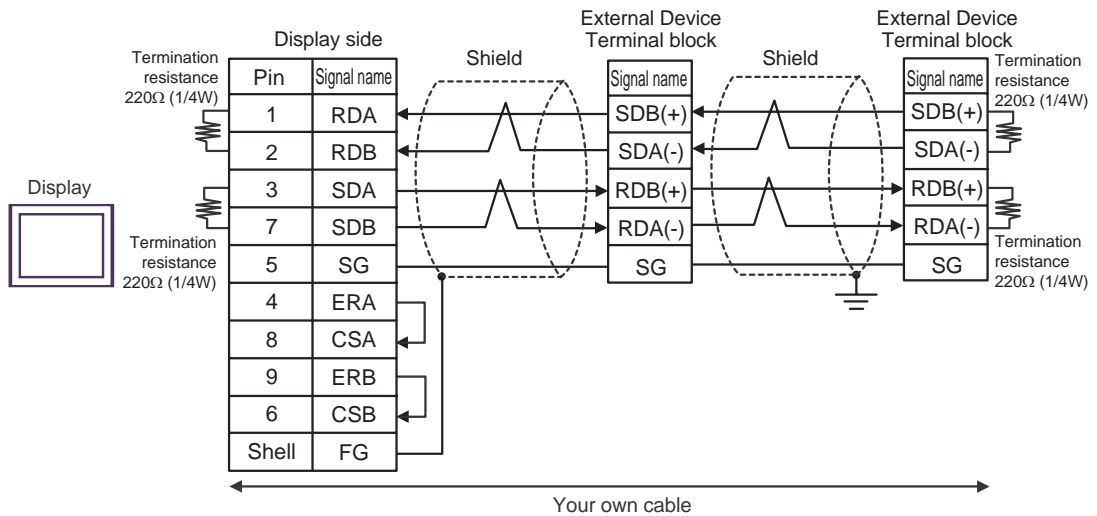 External Device
Terminal block
External Device
Terminal block
Display side
Shield
Shield
Termination
resistance
220Ω (1/4W)
Termination
resistance
220Ω (1/4W)
Pin Signal name
Signal name
Signal name
1 RDA SDB(+) SDB(+)
2 RDB SDA(-) SDA(-)
3 SDA RDB(+) RDB(+)
7 SDB RDA(-) RDA(-)
5 SG SG SG
4 ERA
8 CSA
9 ERB
6 CSB
Shell FG
Display
Termination
resistance
220Ω (1/4W)
Termination
resistance
220Ω (1/4W)
Your own cable